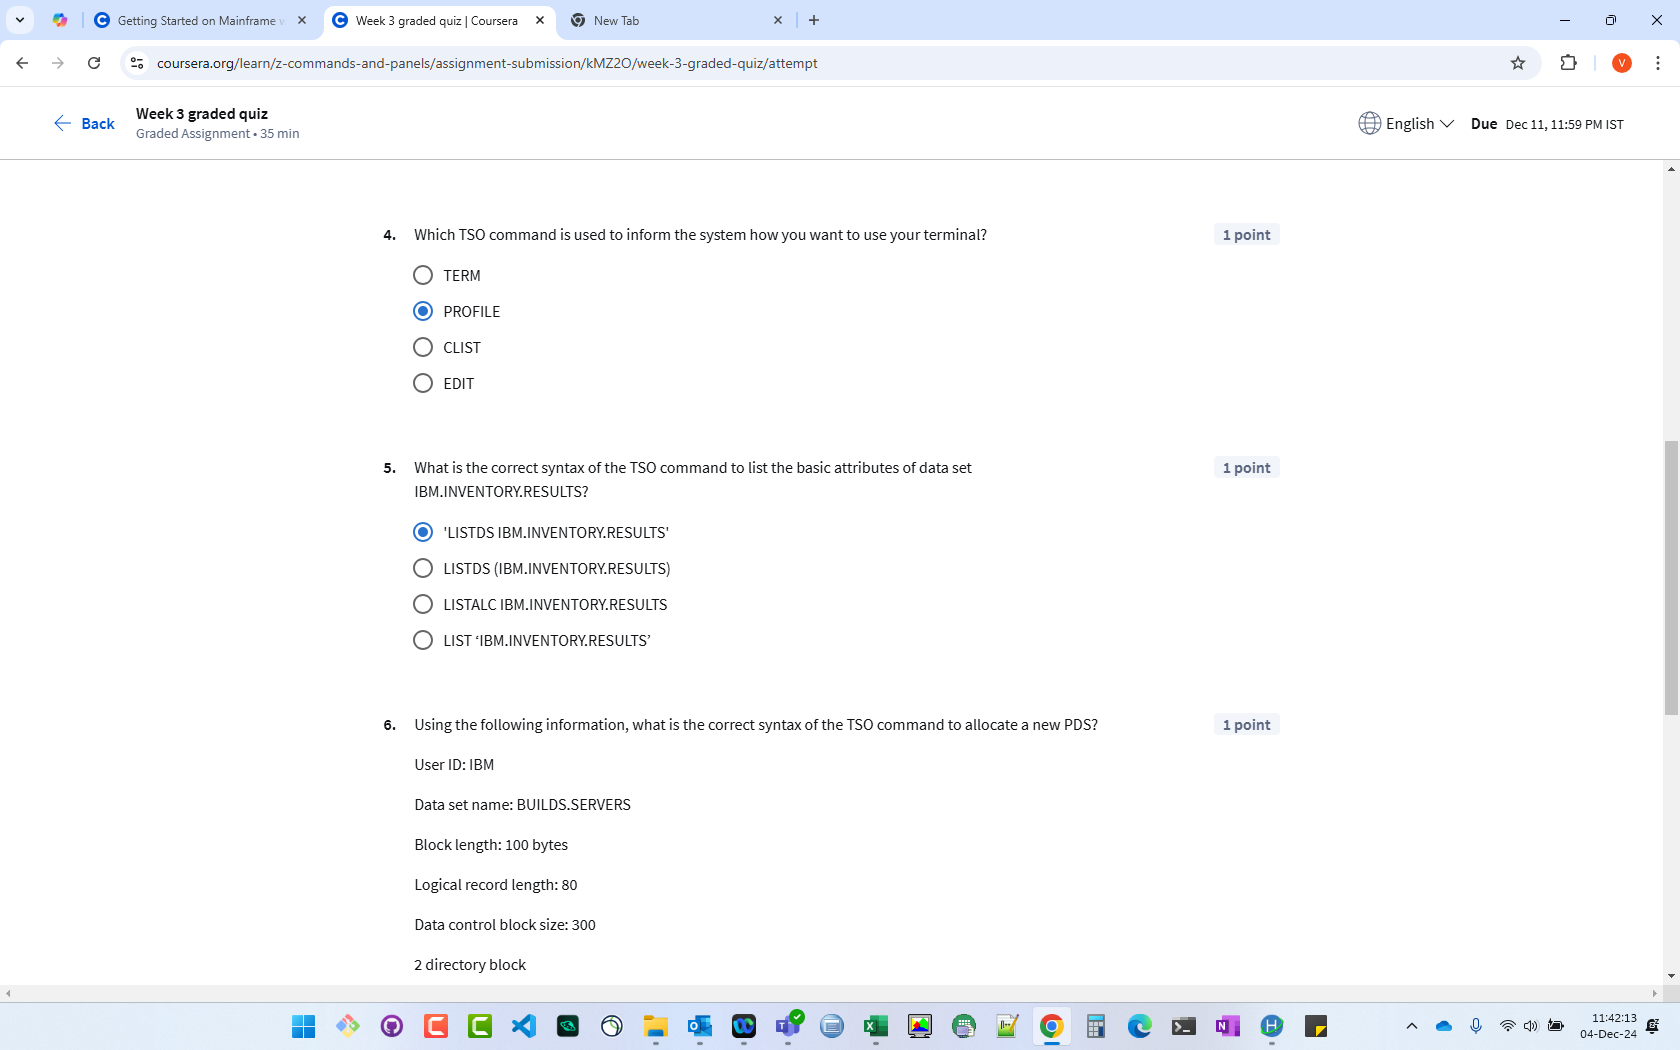 Getting Started on Mainframe
Week 3 graded quiz | Coursera
New Tab
coursera.org/learn/z-commands-and-panels/assignment-submission/kMZ2O/week-3-graded-quiz/attempt
V
Back
Week 3 graded quiz
Graded Assignment • 35 min
English
Due Dec 11, 11:59 PM IST
4. Which TSO command is used to inform the system how you want to use your terminal?
1 point
TERM
PROFILE
CLIST
EDIT
5. What is the correct syntax of the TSO command to list the basic attributes of data set
IBM.INVENTORY.RESULTS?
1 point
'LISTDS IBM.INVENTORY.RESULTS'
LISTDS (IBM.INVENTORY.RESULTS)
LISTALC IBM.INVENTORY.RESULTS
LIST ‘IBM.INVENTORY.RESULTS’
6. Using the following information, what is the correct syntax of the TSO command to allocate a new PDS?
1 point
User ID: IBM
Data set name: BUILDS.SERVERS
Block length: 100 bytes
Logical record length: 80
Data control block size: 300
2 directory block
11:42:13
04-Dec-24